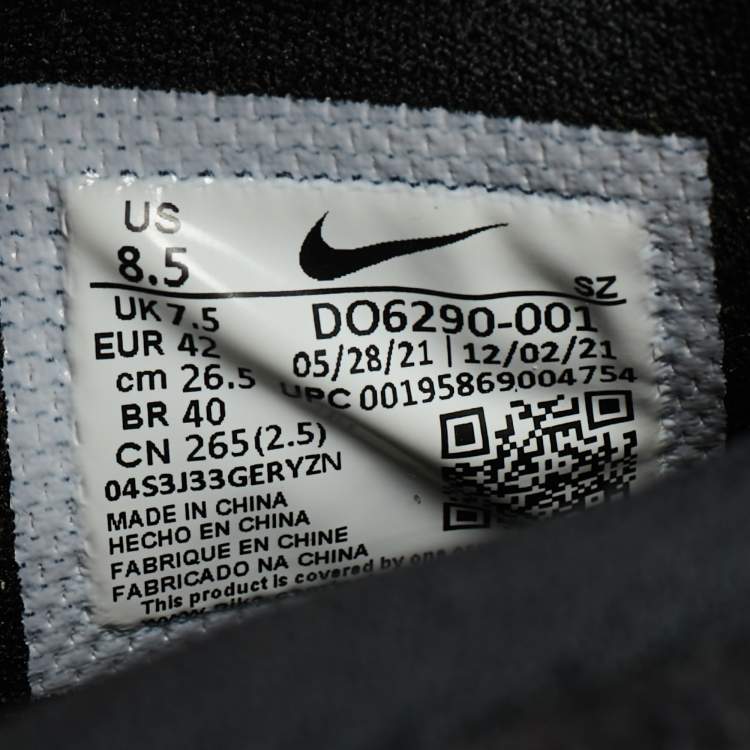 US
8.5
SZ
UK 7.5
EUR 42
cm 26.5
BR 40
CN 265(2.5)
DO6290-001
05/28/21 | 12/02/21
UPC 00195869004754
04S3J33GERYZN
MADE IN CHINA
HECHO EN CHINA
FABRIQUE EN CHINE
FABRICADO NA CHINA
This product is covered by one